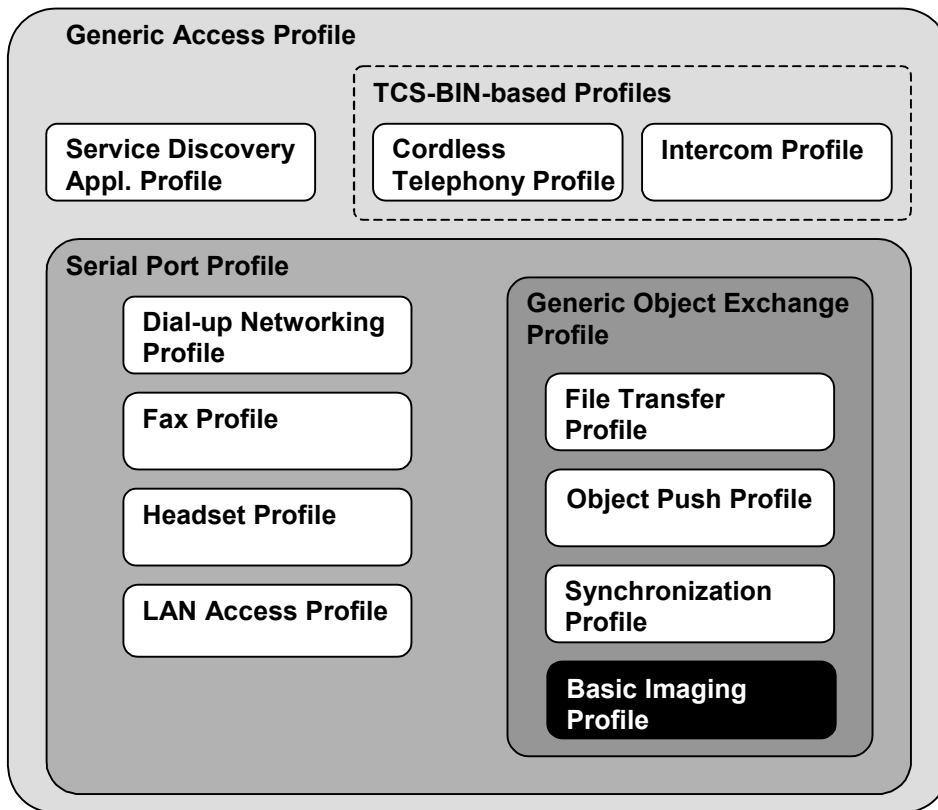 Generic Access Profile
TCS-BIN-based Profiles
Service Discovery
Appl. Profile
Cordless
Telephony Profile
Intercom Profile
Serial Port Profile
Dial-up Networking
Profile
Fax Profile
Headset Profile
LAN Access Profile
Generic Object Exchange
Profile
File Transfer
Profile
Object Push Profile
Synchronization
Profile
Basic Imaging
Profile